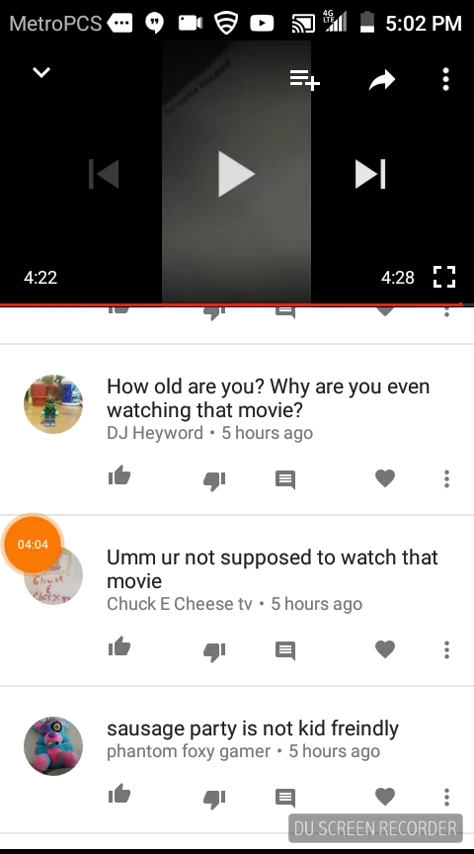 MetroPCS 4G LTE 5:02 PM
4:22 4:28
How old are you? Why are you even
watching that movie?
DJ Heyword • 5 hours ago
04:04
Umm ur not supposed to watch that
movie
Chuck E Cheese tv • 5 hours ago
sausage party is not kid freindly
phantom foxy gamer • 5 hours ago
DU SCREEN RECORDER